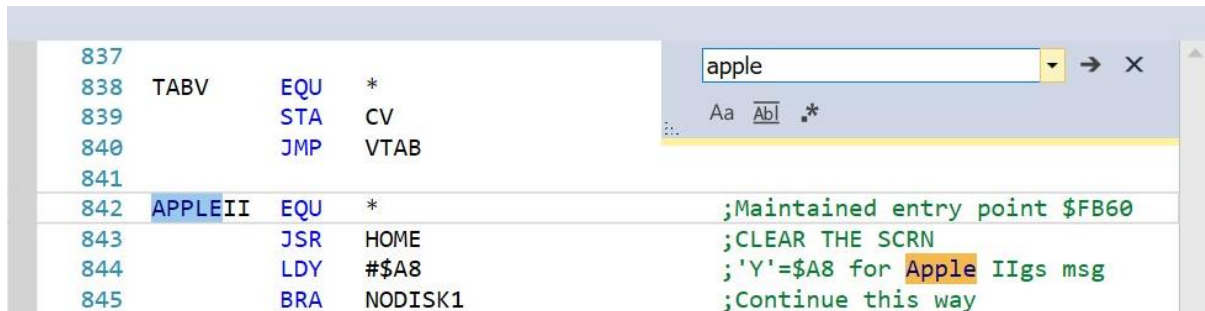 837
838 TABV EQU *
839 STA CV
840 JMP VTAB
841
842 APPLEII EQU * ;Maintained entry point $FB60
843 JSR HOME ;CLEAR THE SCRN
844 LDY #$A8 ;'Y'=$A8 for Apple IIgs msg
845 BRA NODISK1 ;Continue this way
apple
Aa Abl .*